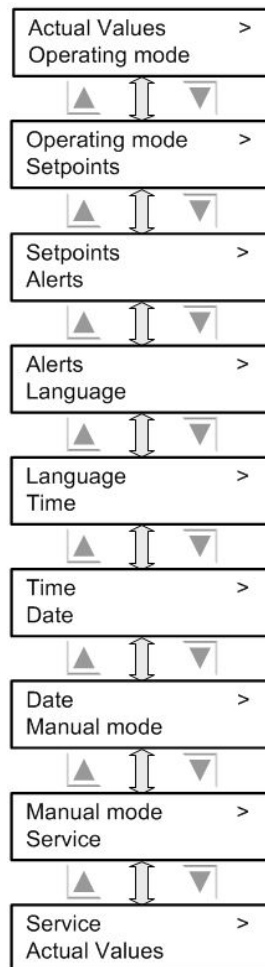 Actual Values >
Operating mode
Operating mode >
Setpoints
Setpoints >
Alerts
Alerts >
Language
Language >
Time
Time >
Date
Date >
Manual mode
Manual mode >
Service
Service >
Actual Values